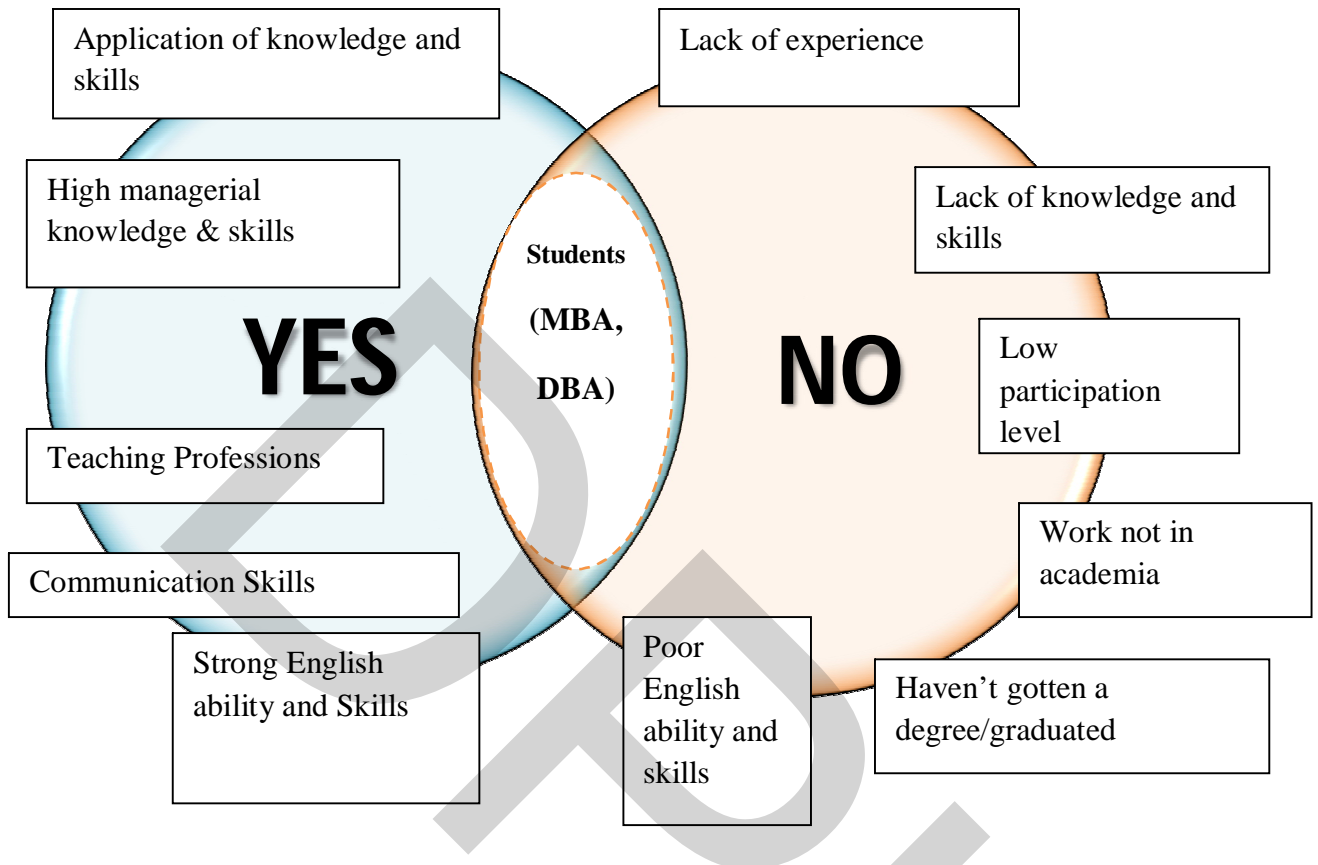 Application of knowledge and
skills
Lack of experience
High managerial
knowledge & skills
Lack of knowledge and
skills
Students
(MBA,
DBA)
YES
NO
Low
participation
level
Teaching Professions
Work not in
academia
Communication Skills
Strong English
ability and Skills
Poor
English
ability and
skills
Haven’t gotten a
degree/graduated